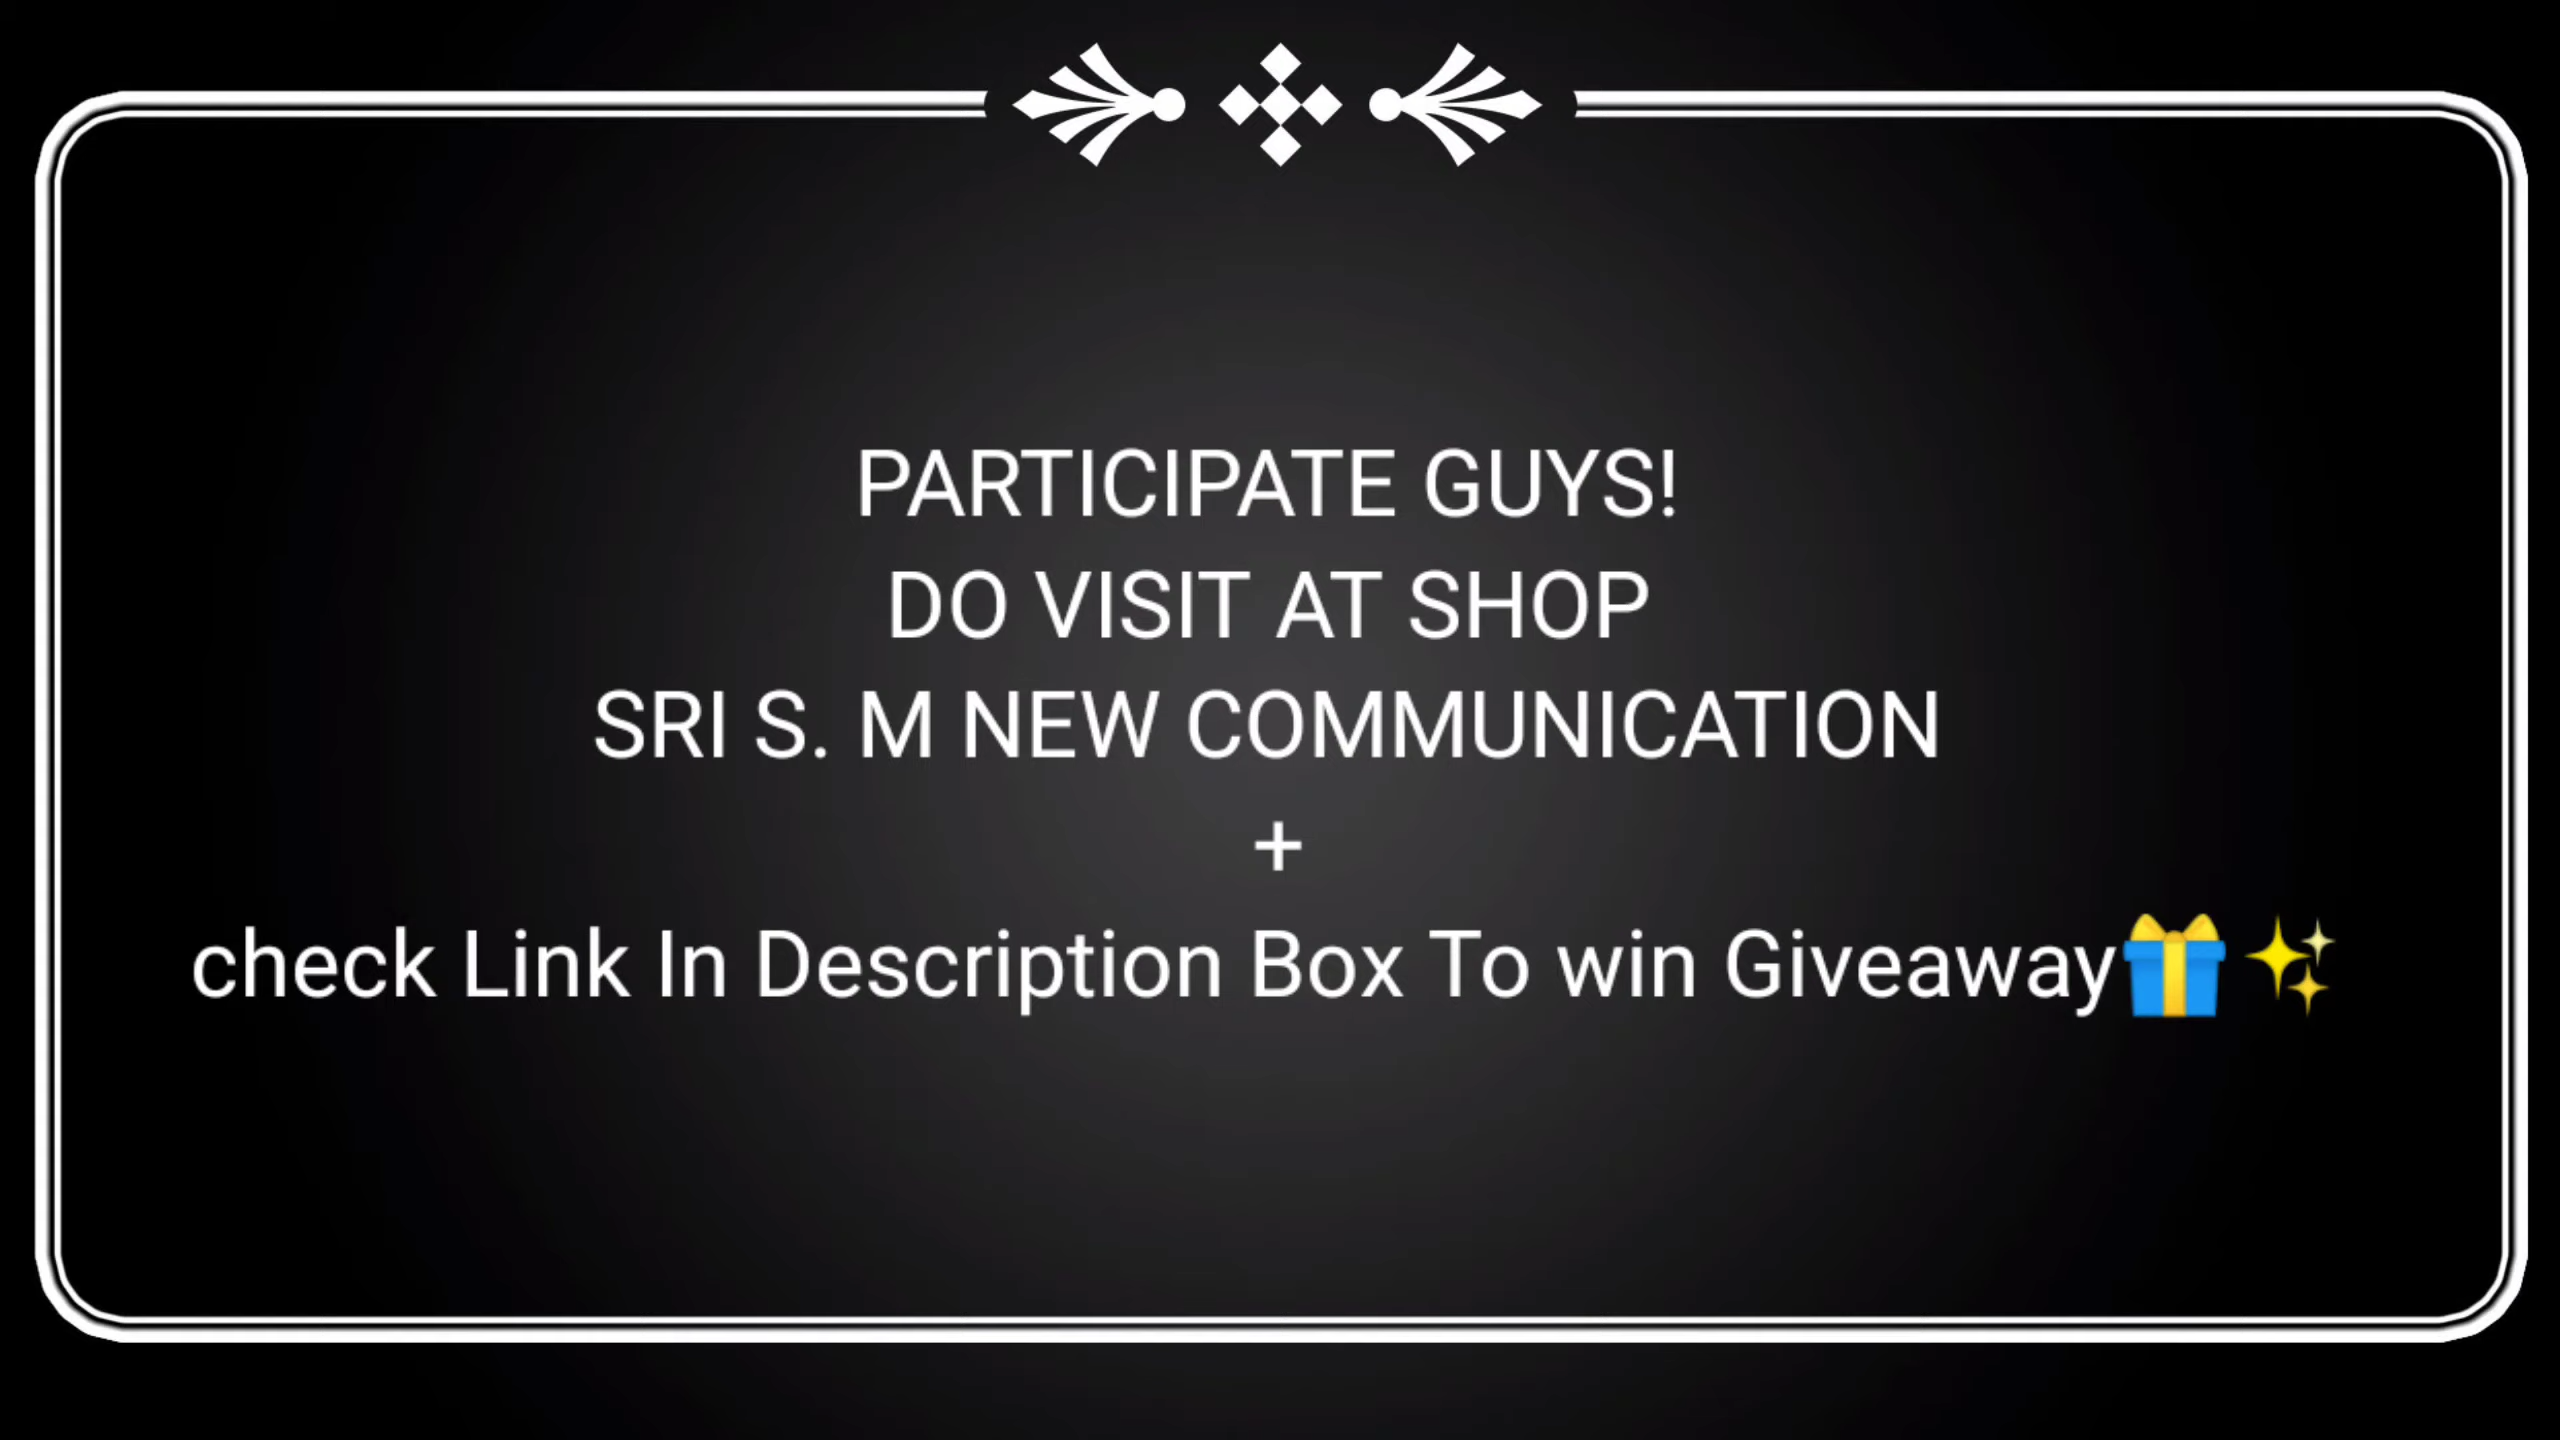 PARTICIPATE GUYS!
DO VISIT AT SHOP
SRI S. M NEW COMMUNICATION
+
check Link In Description Box To win Giveaway🎁✨